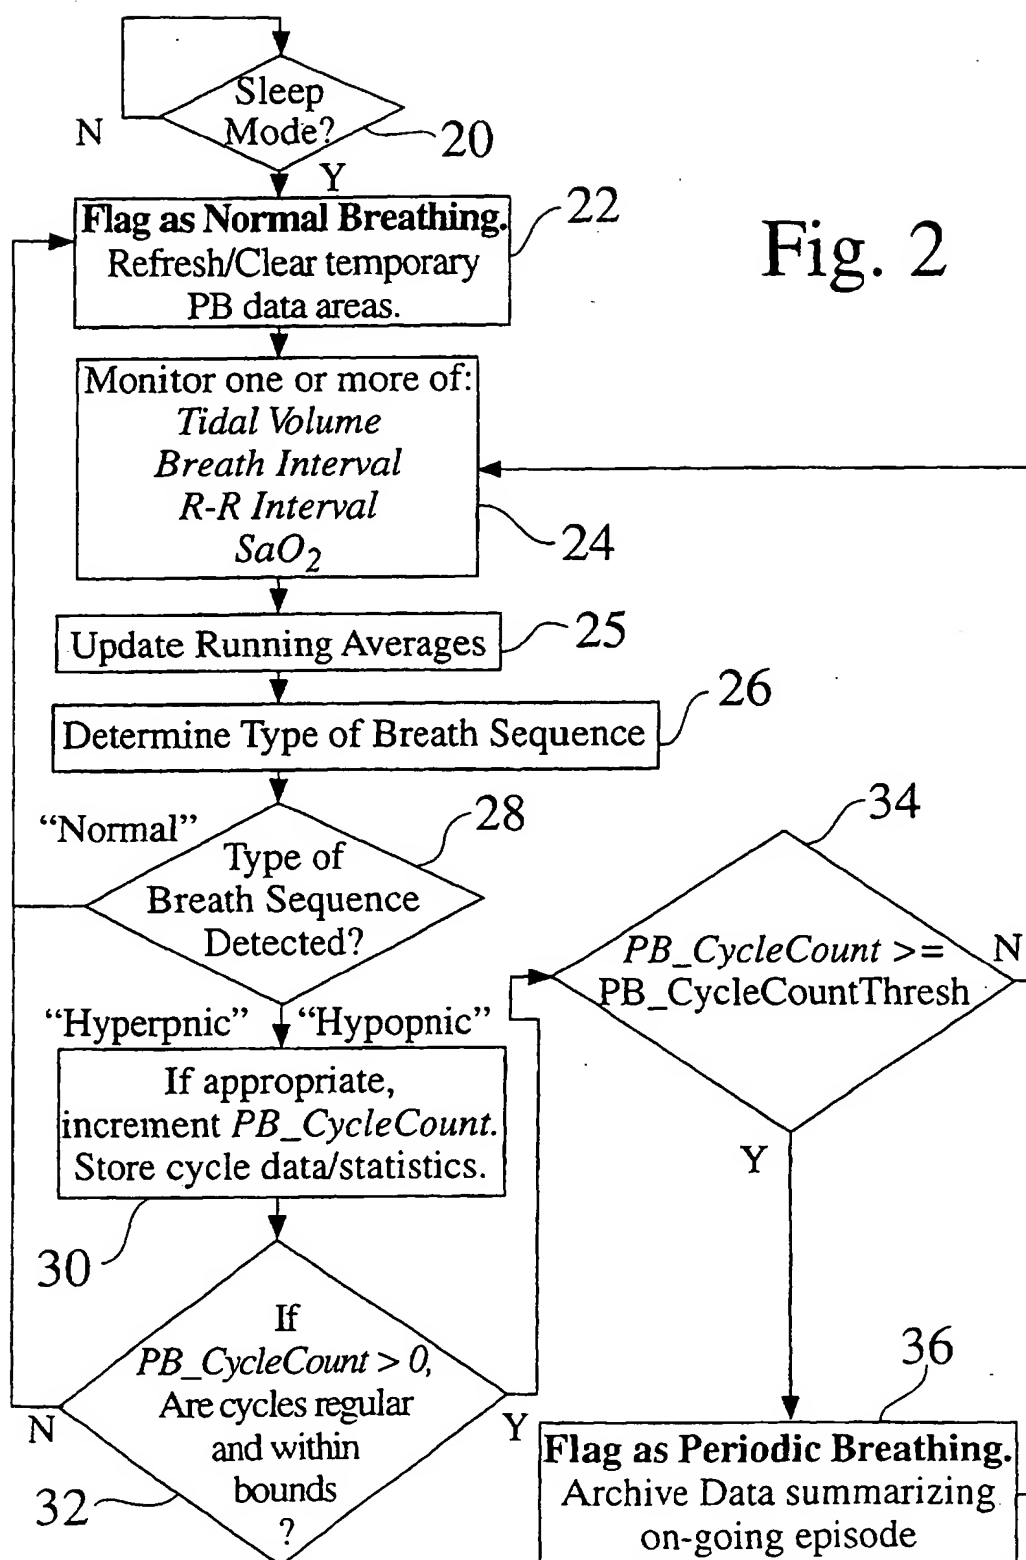 Sleep
Mode?
N
20
Y
Flag as Normal Breathing.
Refresh/Clear temporary
PB data areas.
22
Fig. 2
Monitor one or more of:
Tidal Volume
Breath Interval
R-R Interval
SaO2
24
Update Running Averages
25
Determine Type of Breath Sequence
26
"Normal"
28
Type of
Breath Sequence
Detected?
"Hyperpnic" "Hypopnic"
If appropriate,
increment PB_CycleCount.
Store cycle data/statistics.
30
If
PB_CycleCount > 0,
Are cycles regular
and within
bounds
?
N
Y
32
34
PB_CycleCount >=
PB_CycleCountThresh
N
Y
36
Flag as Periodic Breathing.
Archive Data summarizing
on-going episode